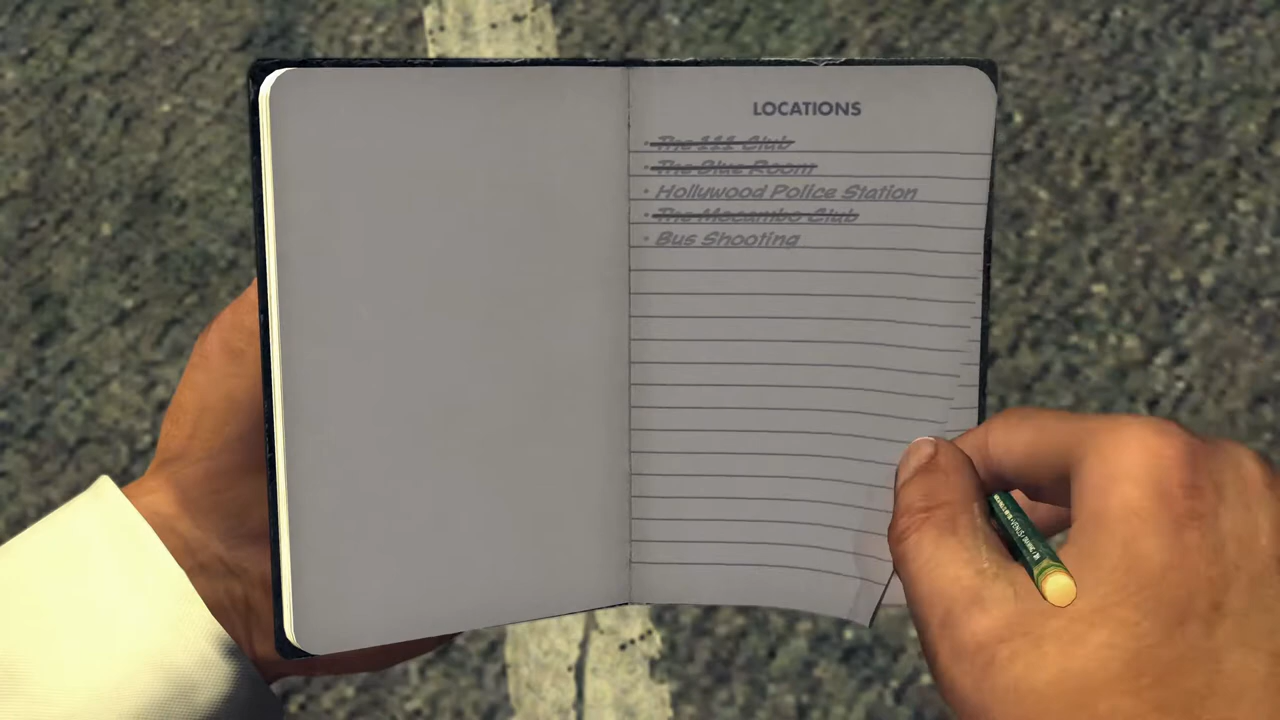 LOCATIONS
• The 111 Club
• The Blue Room
• Hollywood Police Station
• The Mocambo Club
• Bus Shooting